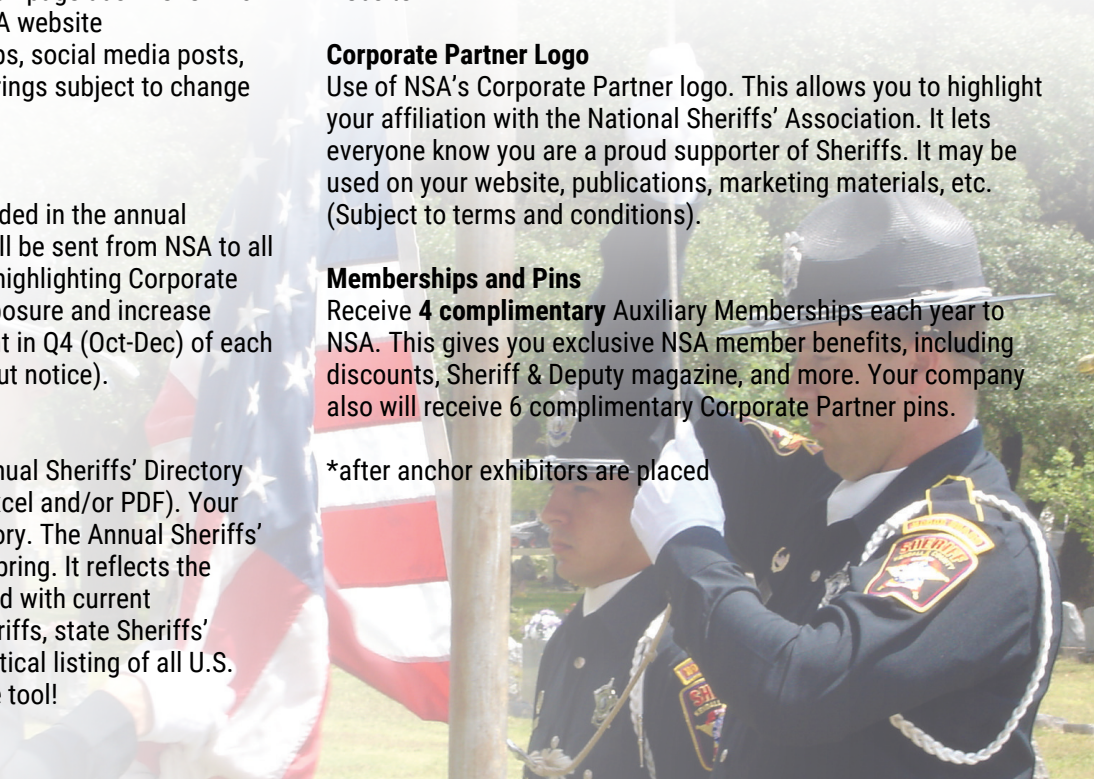 A website
os, social media posts,
rings subject to change
ded in the annual
ll be sent from NSA to all
highlighting Corporate
posure and increase
t in Q4 (Oct-Dec) of each
ut notice).
nual Sheriffs’ Directory
xcel and/or PDF). Your
ory. The Annual Sheriffs’
pring. It reflects the
d with current
riffs, state Sheriffs’
tical listing of all U.S.
e tool!
Corporate Partner Logo
Use of NSA’s Corporate Partner logo. This allows you to highlight
your affiliation with the National Sheriffs’ Association. It lets
everyone know you are a proud supporter of Sheriffs. It may be
used on your website, publications, marketing materials, etc.
(Subject to terms and conditions).
Memberships and Pins
Receive 4 complimentary Auxiliary Memberships each year to
NSA. This gives you exclusive NSA member benefits, including
discounts, Sheriff & Deputy magazine, and more. Your company
also will receive 6 complimentary Corporate Partner pins.
*after anchor exhibitors are placed
SHERIFF